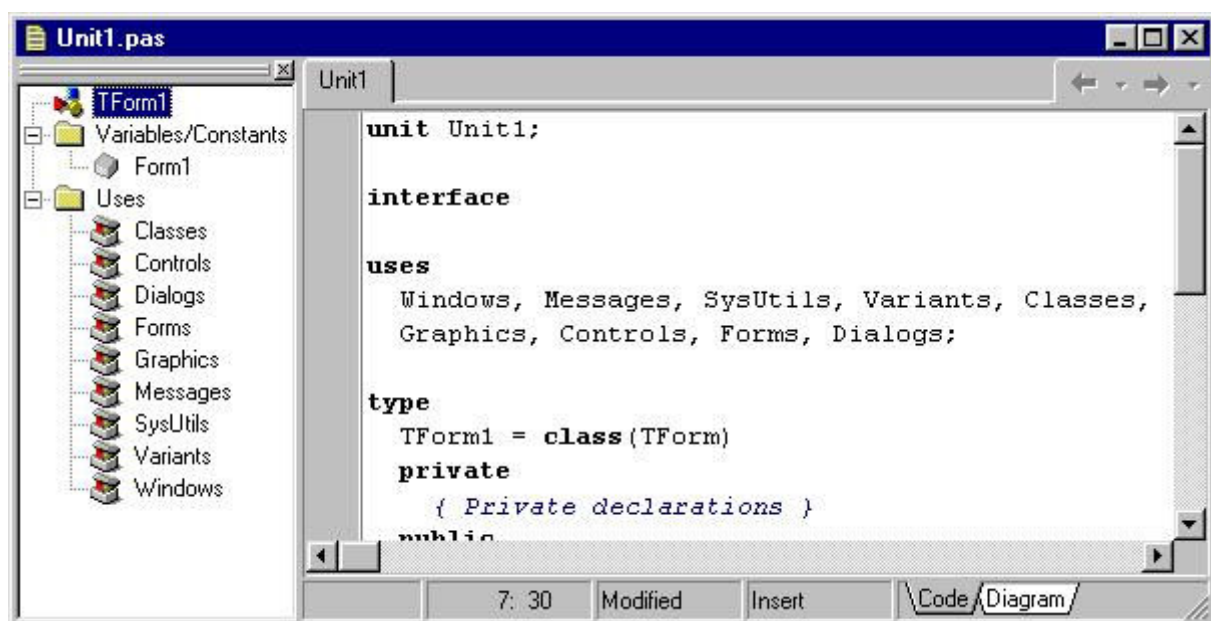 Unit1.pas
TForm1
Variables/Constants
Form1
Uses
Classes
Controls
Dialogs
Forms
Graphics
Messages
SysUtils
Variants
Windows
Unit1
unit Unit1;
interface
uses
Windows, Messages, SysUtils, Variants, Classes,
Graphics, Controls, Forms, Dialogs;
type
TForm1 = class(TForm)
private
{ Private declarations }
public
7: 30 Modified Insert Code Diagram